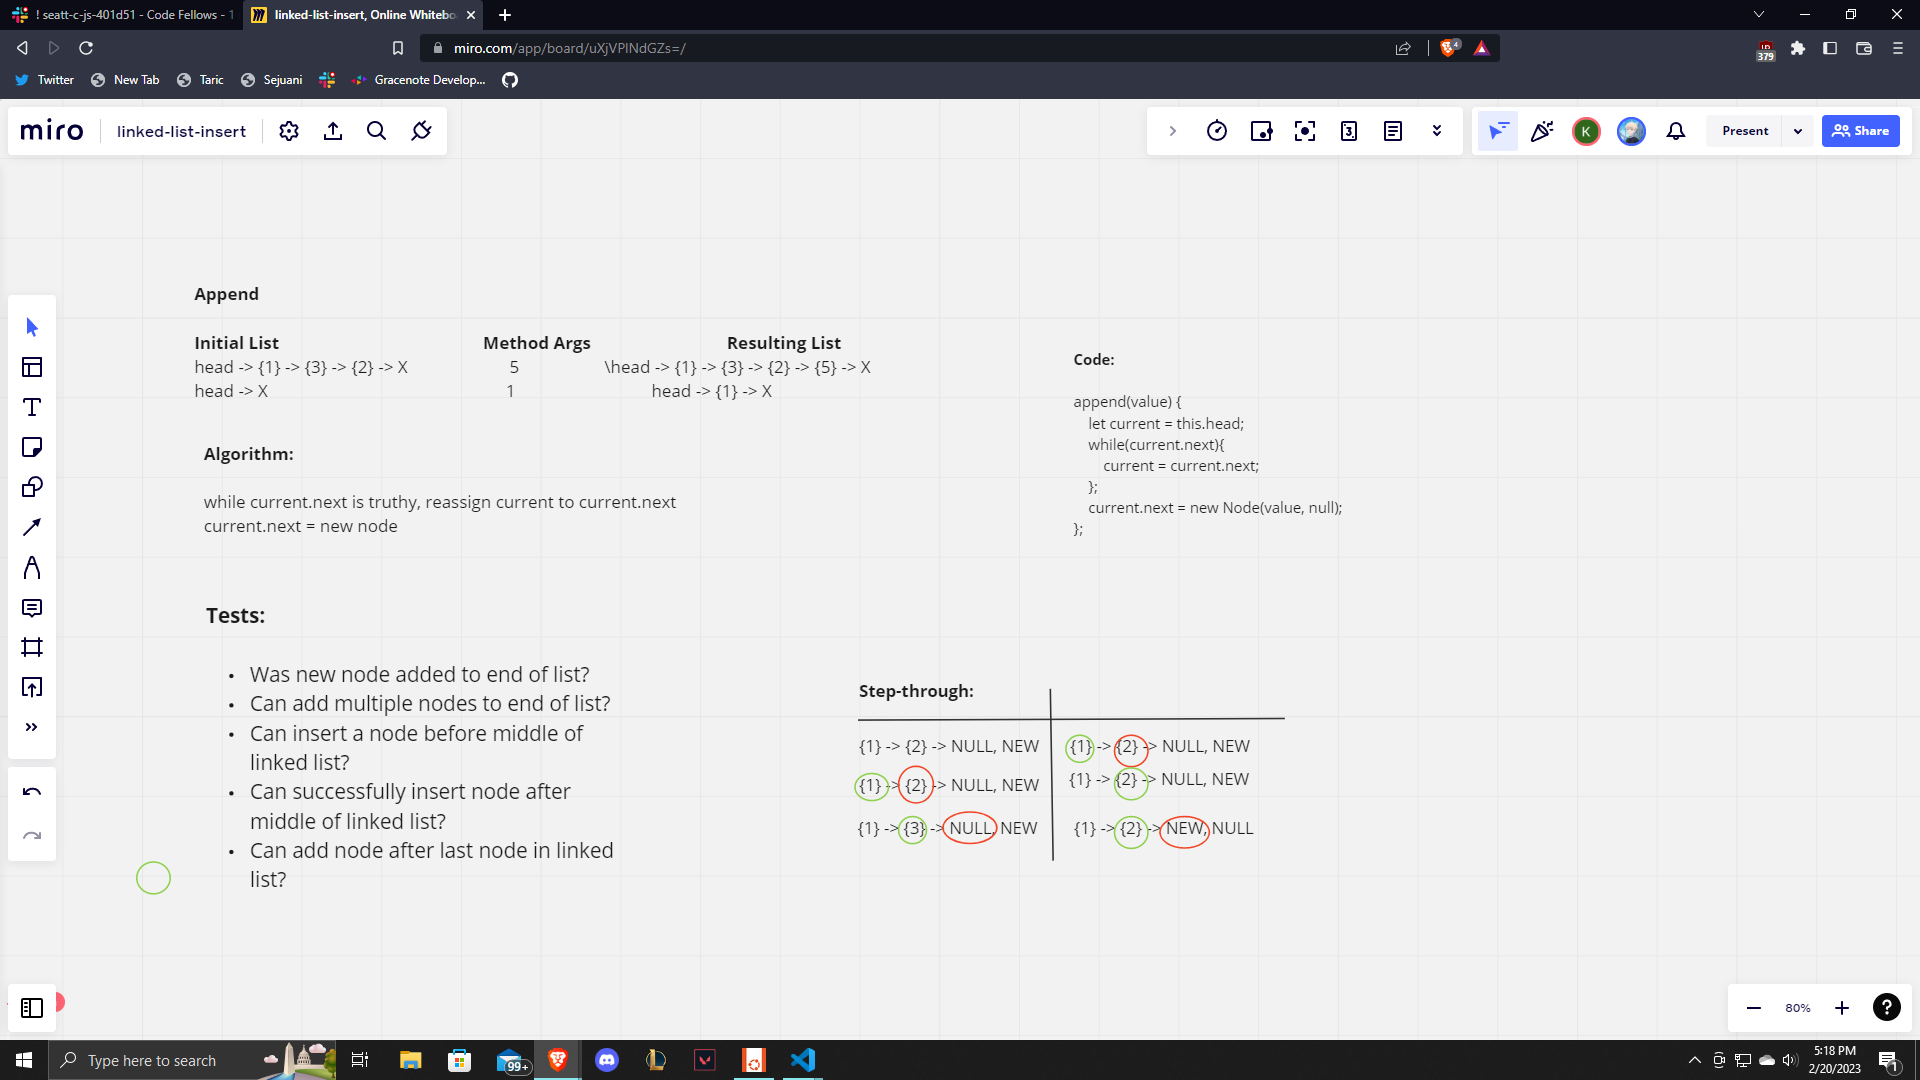 ! seatt-c-js-401d51 - Code Fellows - 1
linked-list-insert, Online Whitebo
miro.com/app/board/uXjVPlNdGZs=/
4
379
Twitter
New Tab
Taric
Sejuani
Gracenote Develop...
miro
linked-list-insert
3
K
Present
Share
Append
Initial List Method Args Resulting List
head -> {1} -> {3} -> {2} -> X 5 \head -> {1} -> {3} -> {2} -> {5} -> X
head -> X 1 head -> {1} -> X
Algorithm:
while current.next is truthy, reassign current to current.next
current.next = new node
Code:
append(value) {
let current = this.head;
while(current.next){
current = current.next;
};
current.next = new Node(value, null);
};
Tests:
• Was new node added to end of list?
• Can add multiple nodes to end of list?
• Can insert a node before middle of
linked list?
• Can successfully insert node after
middle of linked list?
• Can add node after last node in linked
list?
Step-through:
{1} -> {2} -> NULL, NEW
{1} -> {2} -> NULL, NEW
{1} -> {3} -> NULL, NEW
{1} -> {2} -> NULL, NEW
{1} -> {2} -> NULL, NEW
{1} -> {2} -> NEW, NULL
80%
?
Type here to search
99+
5:18 PM
2/20/2023
1